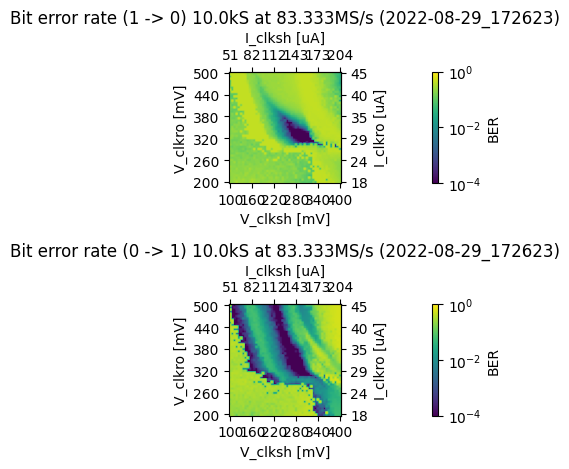 Bit error rate (1 -> 0) 10.0kS at 83.333MS/s (2022-08-29_172623)
I_clksh [uA]
51 82 112 143 173 204
500 440 380 320 260 200
V_clkro [mV]
45 40 35 29 24 18
I_clkro [uA]
100 160 220 280 340 400
V_clksh [mV]
10^0
10^-2
10^-4
BER
Bit error rate (0 -> 1) 10.0kS at 83.333MS/s (2022-08-29_172623)
I_clksh [uA]
51 82 112 143 173 204
500 440 380 320 260 200
V_clkro [mV]
45 40 35 29 24 18
I_clkro [uA]
100 160 220 280 340 400
V_clksh [mV]
10^0
10^-2
10^-4
BER